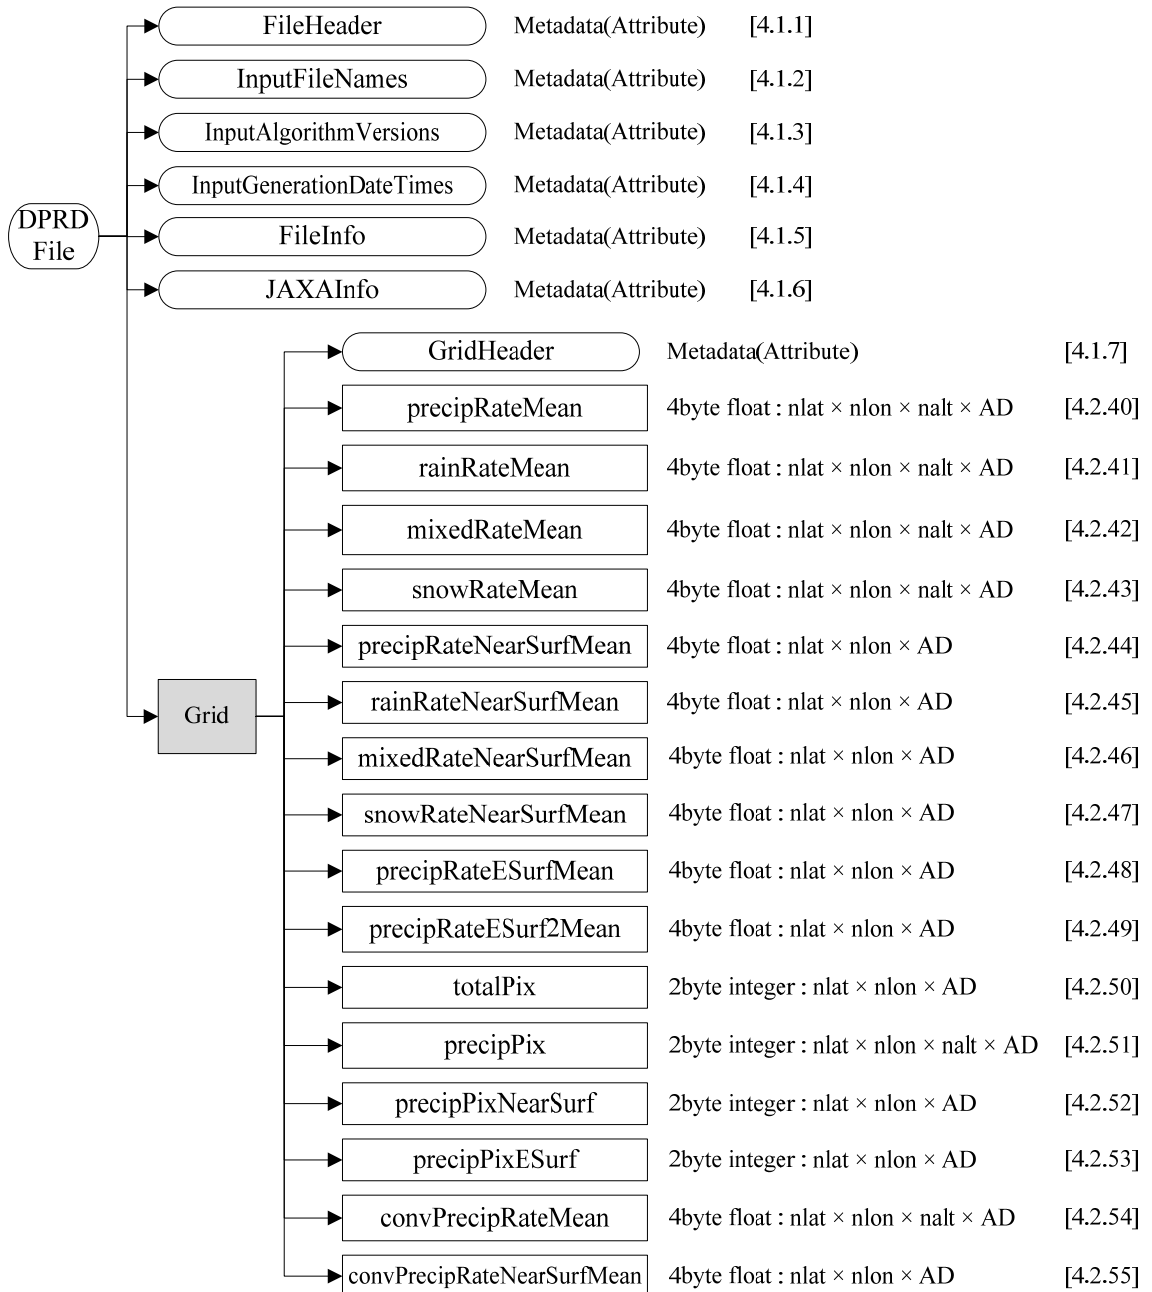 FileHeader Metadata(Attribute) [4.1.1]
InputFileNames Metadata(Attribute) [4.1.2]
InputAlgorithmVersions Metadata(Attribute) [4.1.3]
InputGenerationDateTimes Metadata(Attribute) [4.1.4]
DPRD
File
FileInfo Metadata(Attribute) [4.1.5]
JAXAInfo Metadata(Attribute) [4.1.6]
GridHeader Metadata(Attribute) [4.1.7]
precipRateMean 4byte float : nlat × nlon × nalt × AD [4.2.40]
rainRateMean 4byte float : nlat × nlon × nalt × AD [4.2.41]
mixedRateMean 4byte float : nlat × nlon × nalt × AD [4.2.42]
snowRateMean 4byte float : nlat × nlon × nalt × AD [4.2.43]
precipRateNearSurfMean 4byte float : nlat × nlon × AD [4.2.44]
rainRateNearSurfMean 4byte float : nlat × nlon × AD [4.2.45]
Grid
mixedRateNearSurfMean 4byte float : nlat × nlon × AD [4.2.46]
snowRateNearSurfMean 4byte float : nlat × nlon × AD [4.2.47]
precipRateESurfMean 4byte float : nlat × nlon × AD [4.2.48]
precipRateESurf2Mean 4byte float : nlat × nlon × AD [4.2.49]
totalPix 2byte integer : nlat × nlon × AD [4.2.50]
precipPix 2byte integer : nlat × nlon × nalt × AD [4.2.51]
precipPixNearSurf 2byte integer : nlat × nlon × AD [4.2.52]
precipPixESurf 2byte integer : nlat × nlon × AD [4.2.53]
convPrecipRateMean 4byte float : nlat × nlon × nalt × AD [4.2.54]
convPrecipRateNearSurfMean 4byte float : nlat × nlon × AD [4.2.55]